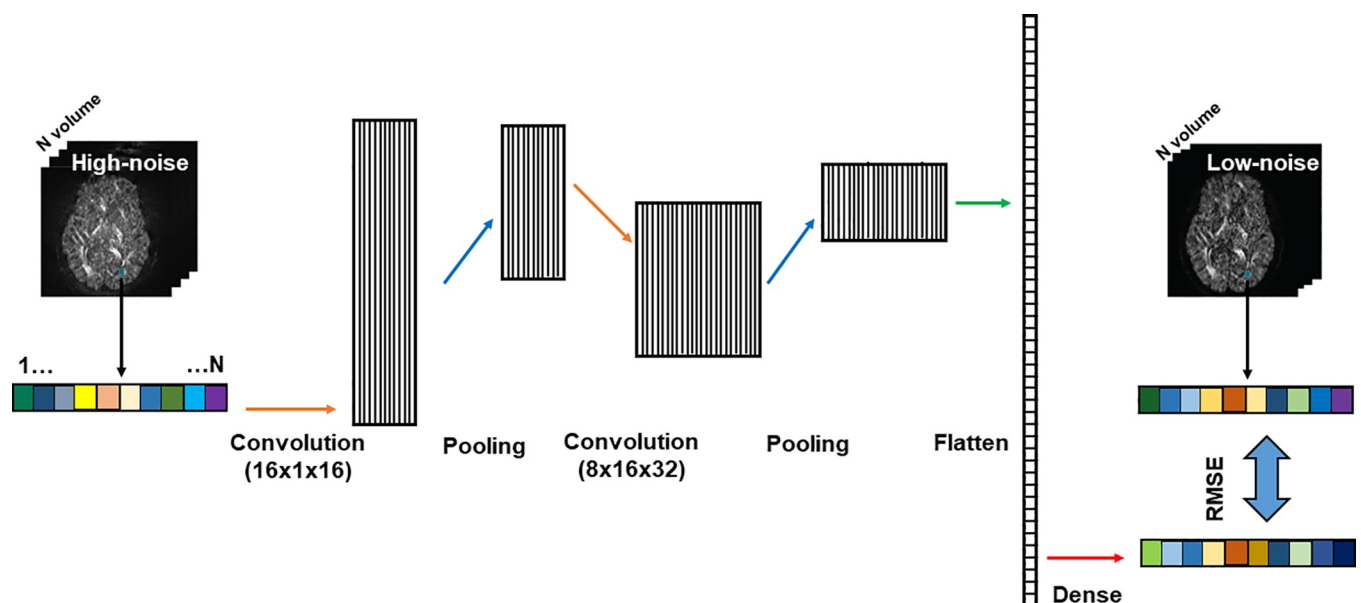 N volume
High-noise
1...
...N
Convolution
(16x1x16)
Pooling
Convolution
(8x16x32)
Pooling
Flatten
Dense
N volume
Low-noise
RMSE